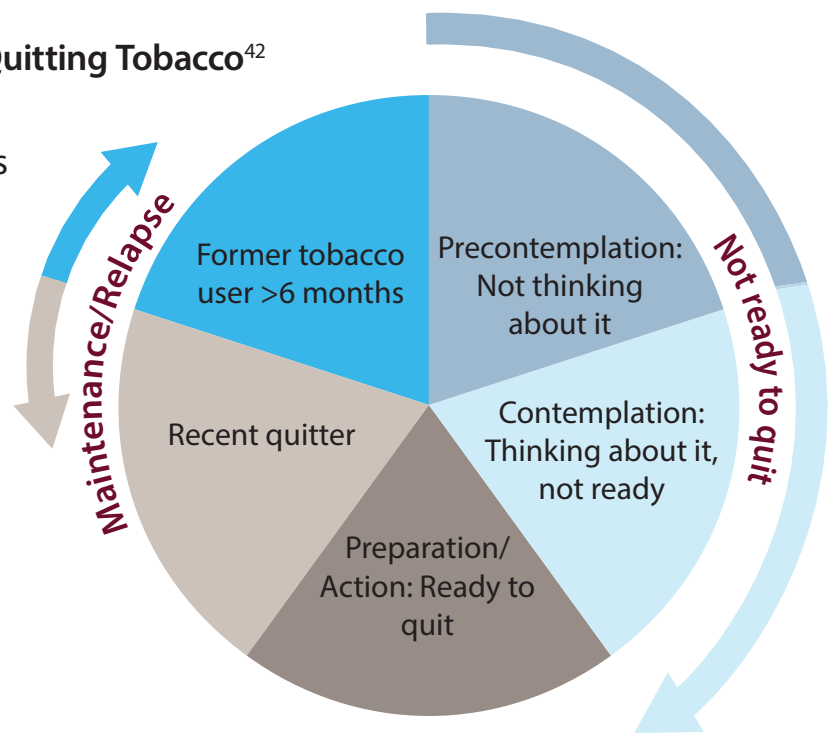 Quitting Tobacco42
s
Former tobacco
user >6 months
Precontemplation:
Not thinking
about it
Not ready to quit
Contemplation:
Thinking about it,
not ready
Preparation/
Action: Ready to
quit
Recent quitter
Maintenance/Relapse